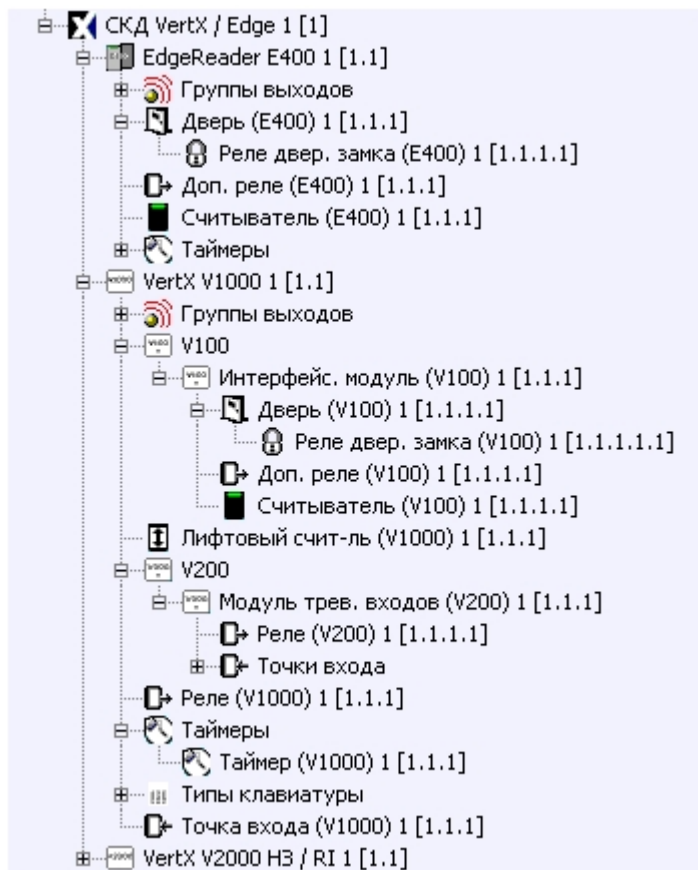 СКД VertX / Edge 1 [1]
EdgeReader E400 1 [1.1]
Группы выходов
Дверь (E400) 1 [1.1.1]
Реле двер. замка (E400) 1 [1.1.1.1]
Доп. реле (E400) 1 [1.1.1]
Считыватель (E400) 1 [1.1.1]
Таймеры
VertX V1000 1 [1.1]
Группы выходов
V100
Интерфейс. модуль (V100) 1 [1.1.1]
Дверь (V100) 1 [1.1.1.1]
Реле двер. замка (V100) 1 [1.1.1.1.1]
Доп. реле (V100) 1 [1.1.1.1]
Считыватель (V100) 1 [1.1.1.1]
Лифтовый счит-ль (V1000) 1 [1.1.1]
V200
Модуль трев. входов (V200) 1 [1.1.1]
Реле (V200) 1 [1.1.1.1]
Точки входа
Реле (V1000) 1 [1.1.1]
Таймеры
Таймер (V1000) 1 [1.1.1]
Типы клавиатуры
Точка входа (V1000) 1 [1.1.1]
VertX V2000 НЗ / RI 1 [1.1]